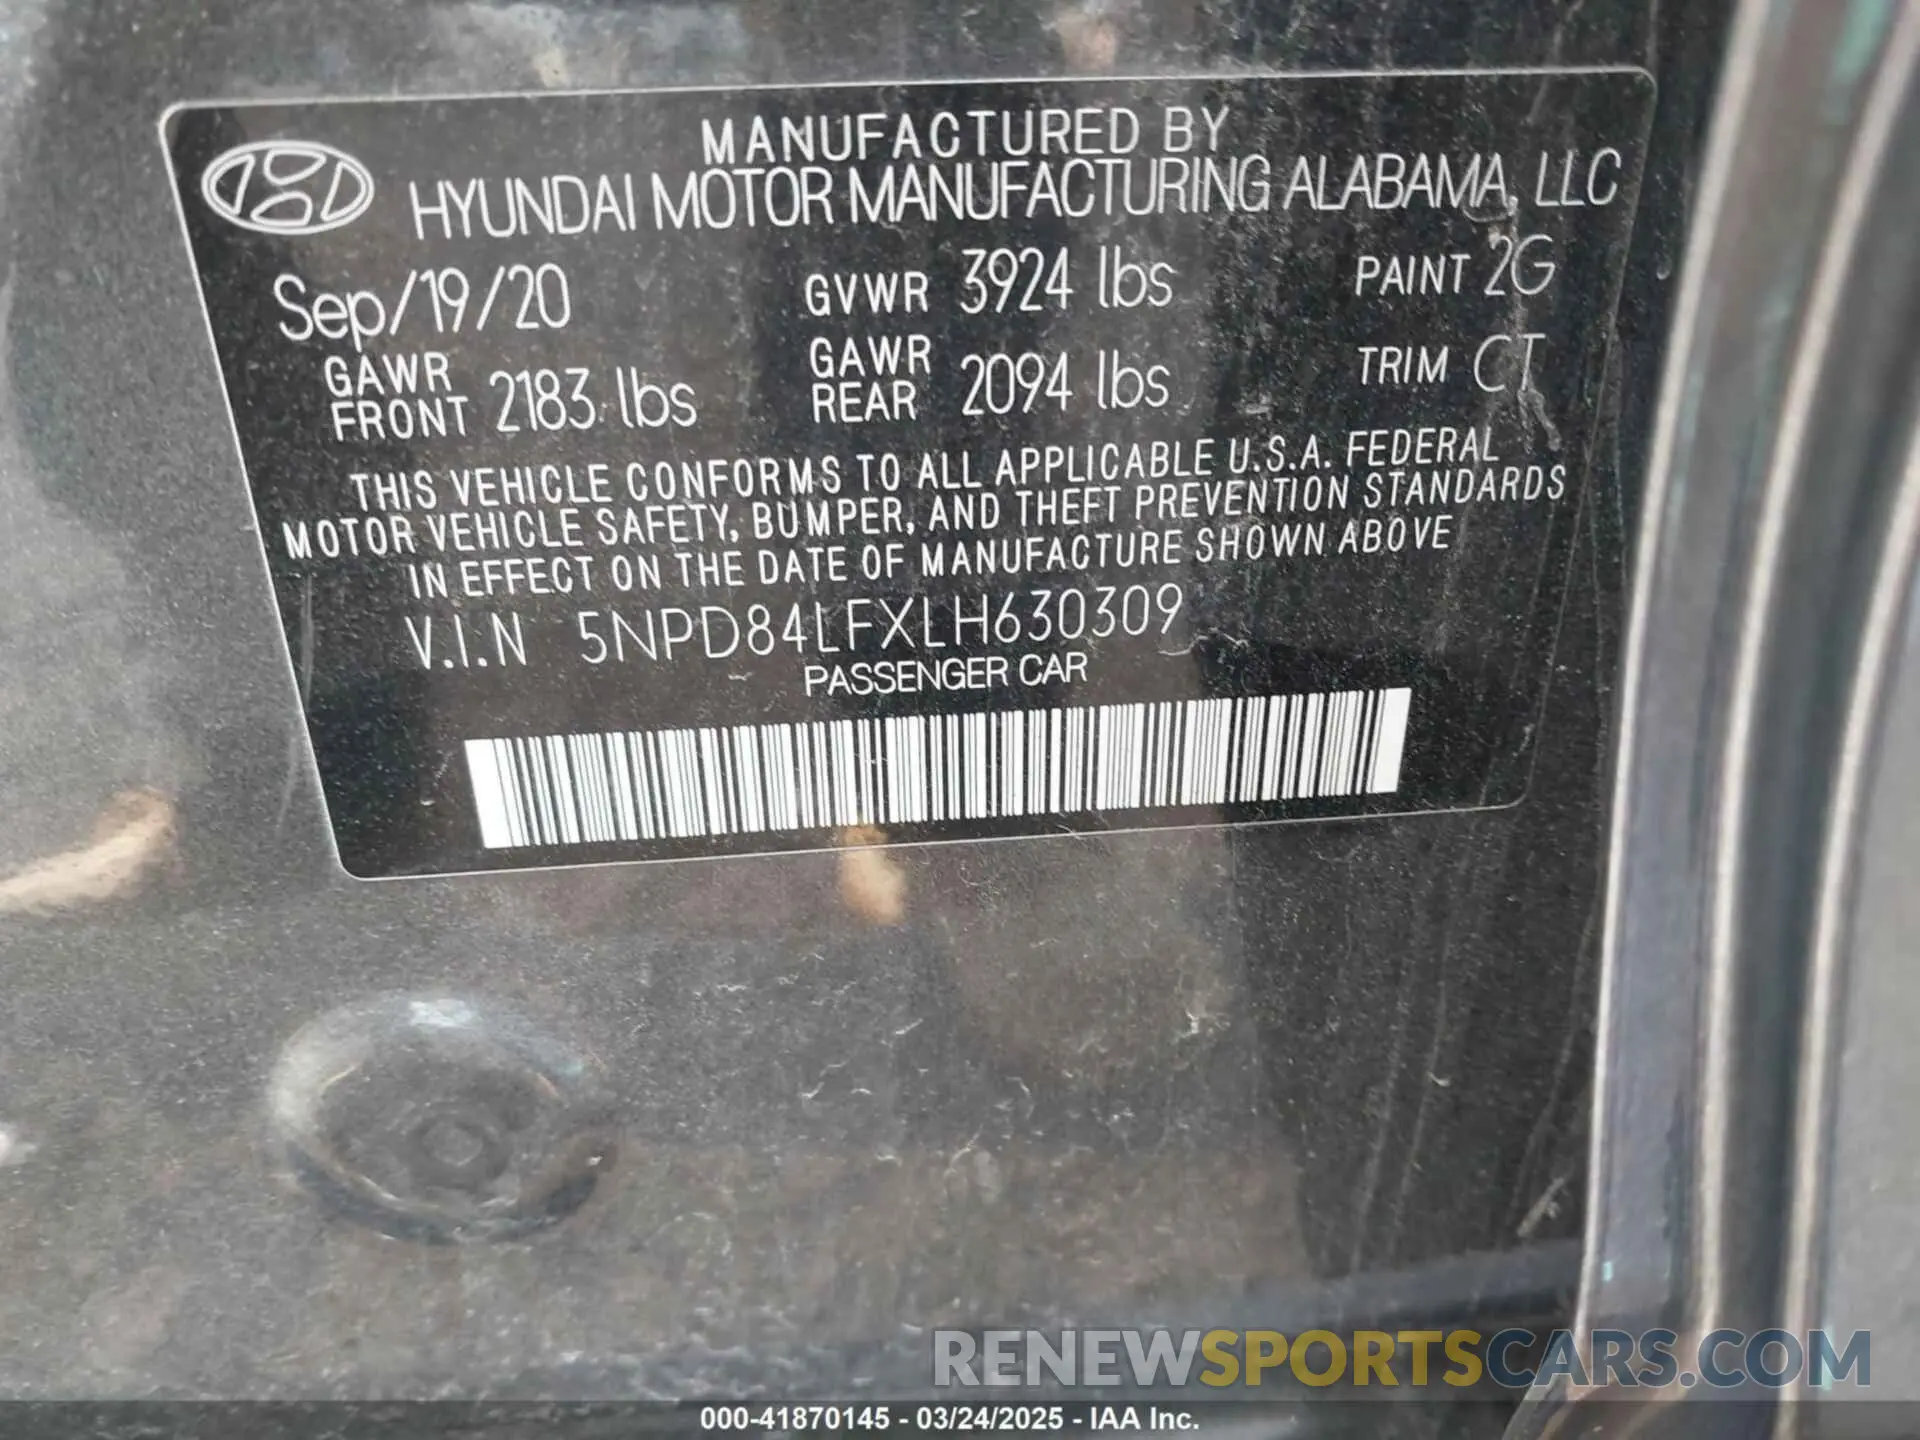 MANUFACTURED BY
HYUNDAI MOTOR MANUFACTURING ALABAMA, LLC
Sep/19/20 GVWR 3924 lbs PAINT 2G
GAWR FRONT 2183 lbs GAWR REAR 2094 lbs TRIM CT
THIS VEHICLE CONFORMS TO ALL APPLICABLE U.S.A. FEDERAL
MOTOR VEHICLE SAFETY, BUMPER, AND THEFT PREVENTION STANDARDS
IN EFFECT ON THE DATE OF MANUFACTURE SHOWN ABOVE
V.I.N 5NPD84LFXLH630309
PASSENGER CAR
RENEWSPORTSCARS.COM
000-41870145 - 03/24/2025 - IAA Inc.